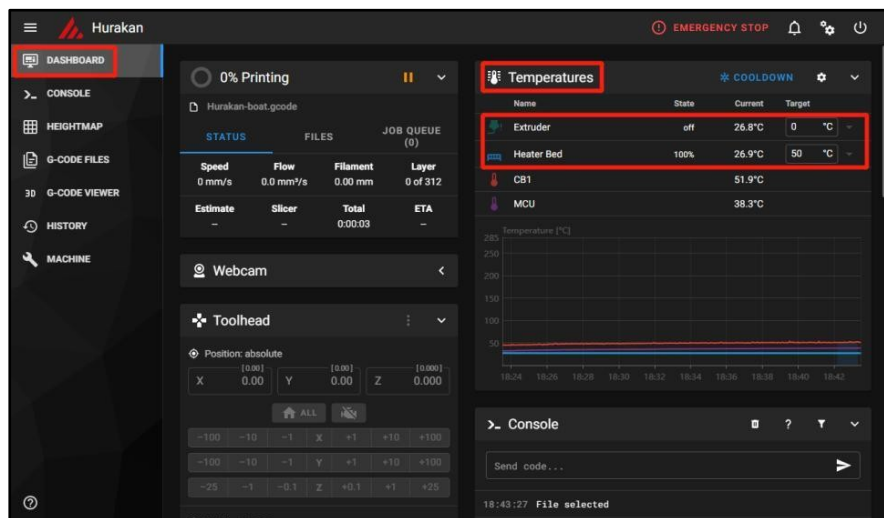 Hurakan
EMERGENCY STOP
DASHBOARD
CONSOLE
HEIGHTMAP
G-CODE FILES
3D G-CODE VIEWER
HISTORY
MACHINE
0% Printing
Hurakan-boat.gcode
STATUS FILES JOB QUEUE (0)
Speed Flow Filament Layer
0 mm/s 0.0 mm³/s 0.00 mm 0 of 312
Estimate Slicer Total ETA
– – 0:00:03 –
Webcam
Toolhead
Position: absolute
[0.00] [0.00] [0.000]
X 0.00 Y 0.00 Z 0.000
ALL
-100 -10 -1 X +1 +10 +100
-100 -10 -1 Y +1 +10 +100
-25 -1 -0.1 Z +0.1 +1 +25
Temperatures
COOLDOWN
Name State Current Target
Extruder off 26.8°C 0 °C
Heater Bed 100% 26.9°C 50 °C
CB1 51.9°C
MCU 38.3°C
Temperature [°C]
285
250
200
150
100
50
18:24 18:26 18:28 18:30 18:32 18:34 18:36 18:38 18:40 18:42
>_ Console
Send code...
18:43:27 File selected